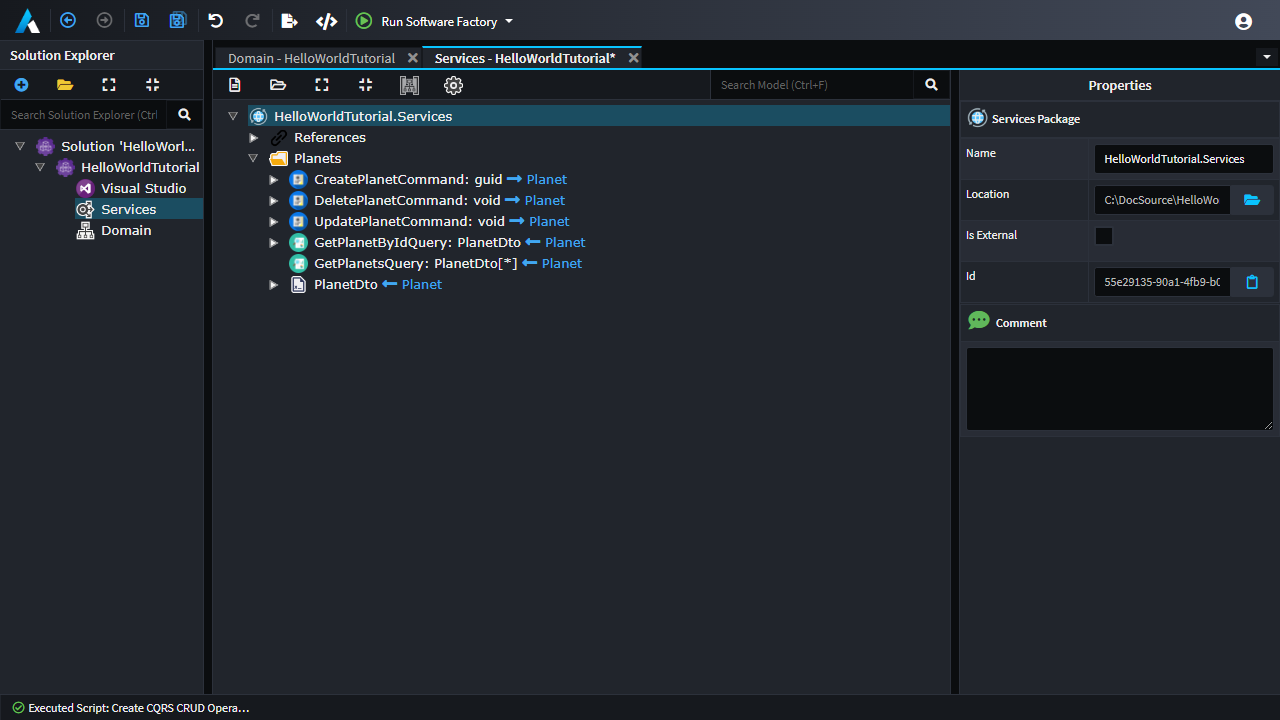 Run Software Factory
Solution Explorer
Search Solution Explorer (Ctrl
Solution 'HelloWorl...
HelloWorldTutorial
Visual Studio
Services
Domain
Domain - HelloWorldTutorial
Services - HelloWorldTutorial*
Search Model (Ctrl+F)
HelloWorldTutorial.Services
References
Planets
CreatePlanetCommand: guid → Planet
DeletePlanetCommand: void → Planet
UpdatePlanetCommand: void → Planet
GetPlanetByIdQuery: PlanetDto ← Planet
GetPlanetsQuery: PlanetDto[*] ← Planet
PlanetDto ← Planet
Properties
Services Package
Name
HelloWorldTutorial.Services
Location
C:\DocSource\HelloWo
Is External
Id
55e29135-90a1-4fb9-b0
Comment
Executed Script: Create CQRS CRUD Opera...